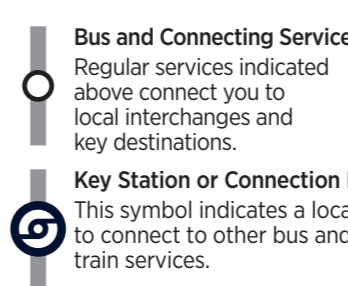 Bus and Connecting Service
Regular services indicated
above connect you to
local interchanges and
key destinations.
Key Station or Connection
This symbol indicates a loca
to connect to other bus and
train services.